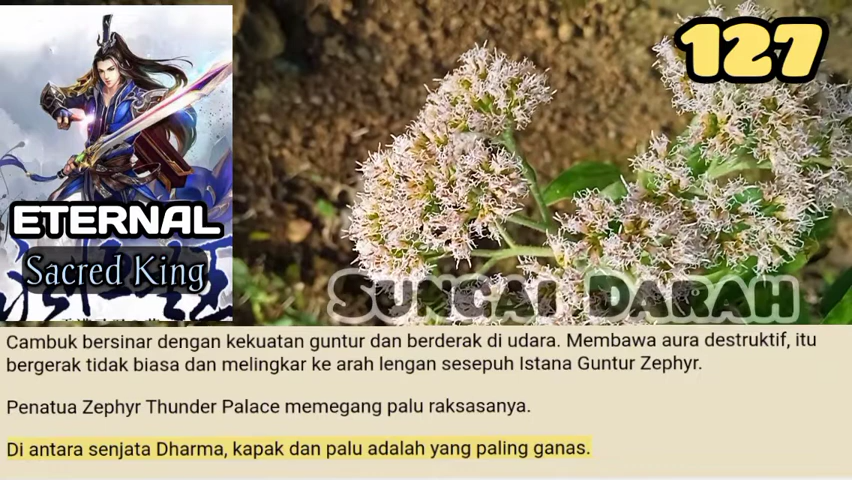 127
ETERNAL
Sacred King
SUNGAI DARAH
Cambuk bersinar dengan kekuatan guntur dan berderak di udara. Membawa aura destruktif, itu
bergerak tidak biasa dan melingkar ke arah lengan sesepuh Istana Guntur Zephyr.
Penatua Zephyr Thunder Palace memegang palu raksasanya.
Di antara senjata Dharma, kapak dan palu adalah yang paling ganas.